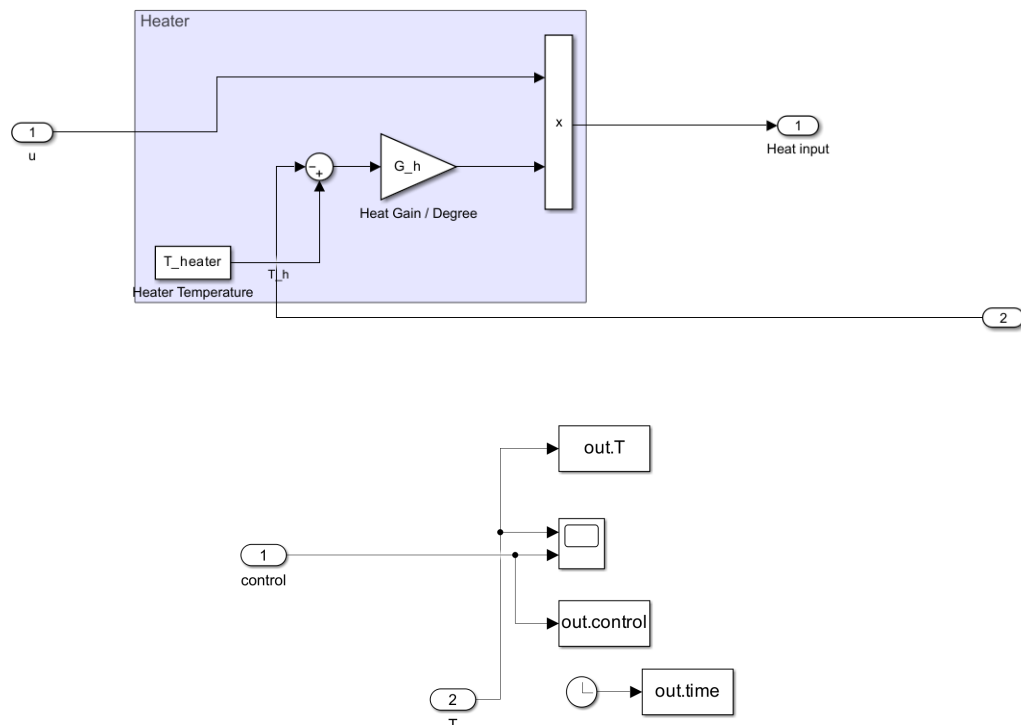 Heater
1
u
x
1
Heat input
−
+
G_h
Heat Gain / Degree
T_heater
T_h
Heater Temperature
2
out.T
1
control
out.control
2
T
out.time